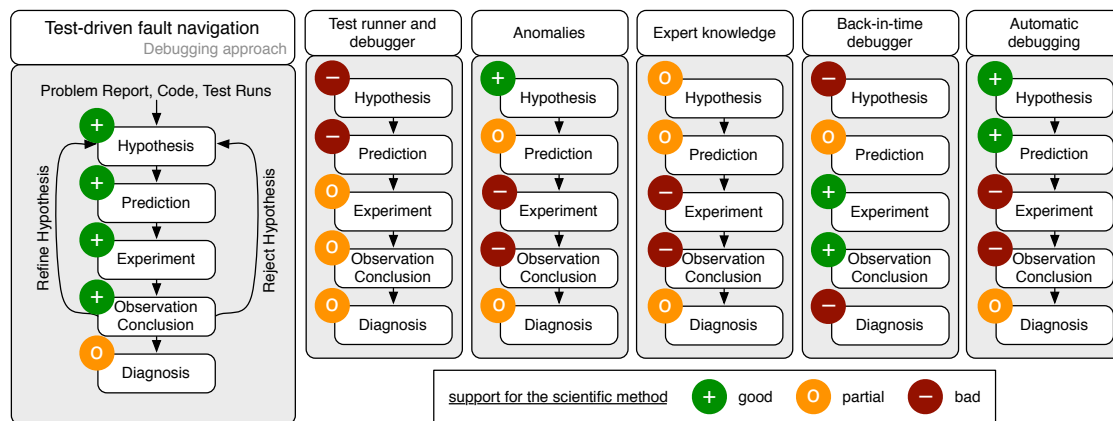 Test-driven fault navigation
Debugging approach
Problem Report, Code, Test Runs
+
Hypothesis
+
Prediction
+
Experiment
+
Observation
Conclusion
o
Diagnosis
Refine Hypothesis
Reject Hypothesis
Test runner and
debugger
−
Hypothesis
−
Prediction
o
Experiment
o
Observation
Conclusion
o
Diagnosis
Anomalies
+
Hypothesis
o
Prediction
−
Experiment
−
Observation
Conclusion
o
Diagnosis
Expert knowledge
o
Hypothesis
o
Prediction
−
Experiment
−
Observation
Conclusion
o
Diagnosis
Back-in-time
debugger
−
Hypothesis
o
Prediction
+
Experiment
+
Observation
Conclusion
−
Diagnosis
Automatic
debugging
+
Hypothesis
+
Prediction
−
Experiment
−
Observation
Conclusion
o
Diagnosis
support for the scientific method + good o partial − bad